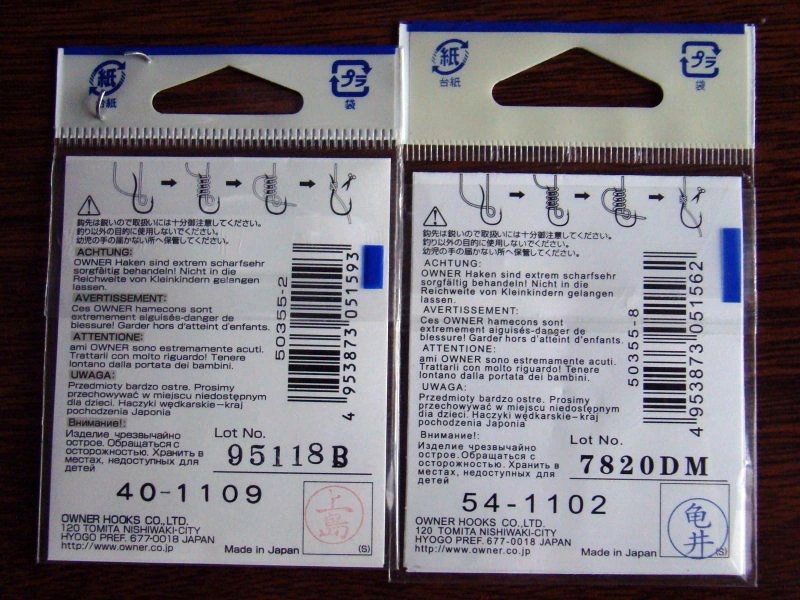 紙
台紙
プラ
袋
鈎先は鋭いので取扱いには十分御注意してください。
釣り以外の目的に使用しないでください。
幼児の手の届かない所へ保管してください。
ACHTUNG:
OWNER Haken sind extrem scharfsehr
sorgfältig behandeln! Nicht in die
Reichweite von Kleinkindern gelangen
lassen.
AVERTISSEMENT:
Ces OWNER hamecons sont
extremement aiguisés-danger de
blessure! Garder hors d'atteint d'enfants.
ATTENTIONE:
ami OWNER sono estremamente acuti.
Trattarli con molto riguardo! Tenere
lontano dalla portata dei bambini.
UWAGA:
Przedmioty bardzo ostre. Prosimy
przechowywać w miejscu niedostępnym
dla dzieci. Haczyki wędkarskie-kraj
pochodzenia Japonia
Внимание!:
Изделие чрезвычайно
острое. Обращаться с
осторожностью. Хранить в
местах, недоступных для
детей
50355-2
4 953873 051593
Lot No.
95118B
40-1109
上島
OWNER HOOKS CO., LTD.
120 TOMITA NISHIWAKI-CITY
HYOGO PREF. 677-0018 JAPAN
http://www.owner.co.jp
Made in Japan
(S)
紙
台紙
プラ
袋
鈎先は鋭いので取扱いには十分御注意してください。
釣り以外の目的に使用しないでください。
幼児の手の届かない所へ保管してください。
ACHTUNG:
OWNER Haken sind extrem scharfsehr
sorgfältig behandeln! Nicht in die
Reichweite von Kleinkindern gelangen
lassen.
AVERTISSEMENT:
Ces OWNER hamecons sont
extremement aiguisés-danger de
blessure! Garder hors d'atteint d'enfants.
ATTENTIONE:
ami OWNER sono estremamente acuti.
Trattarli con molto riguardo! Tenere
lontano dalla portata dei bambini.
UWAGA:
Przedmioty bardzo ostre. Prosimy
przechowywać w miejscu niedostępnym
dla dzieci. Haczyki wędkarskie-kraj
pochodzenia Japonia
Внимание!:
Изделие чрезвычайно
острое. Обращаться с
осторожностью. Хранить в
местах, недоступных для
детей
50355-8
4 953873 051562
Lot No.
7820DM
54-1102
亀井
OWNER HOOKS CO., LTD.
120 TOMITA NISHIWAKI-CITY
HYOGO PREF. 677-0018 JAPAN
http://www.owner.co.jp
Made in Japan
(S)